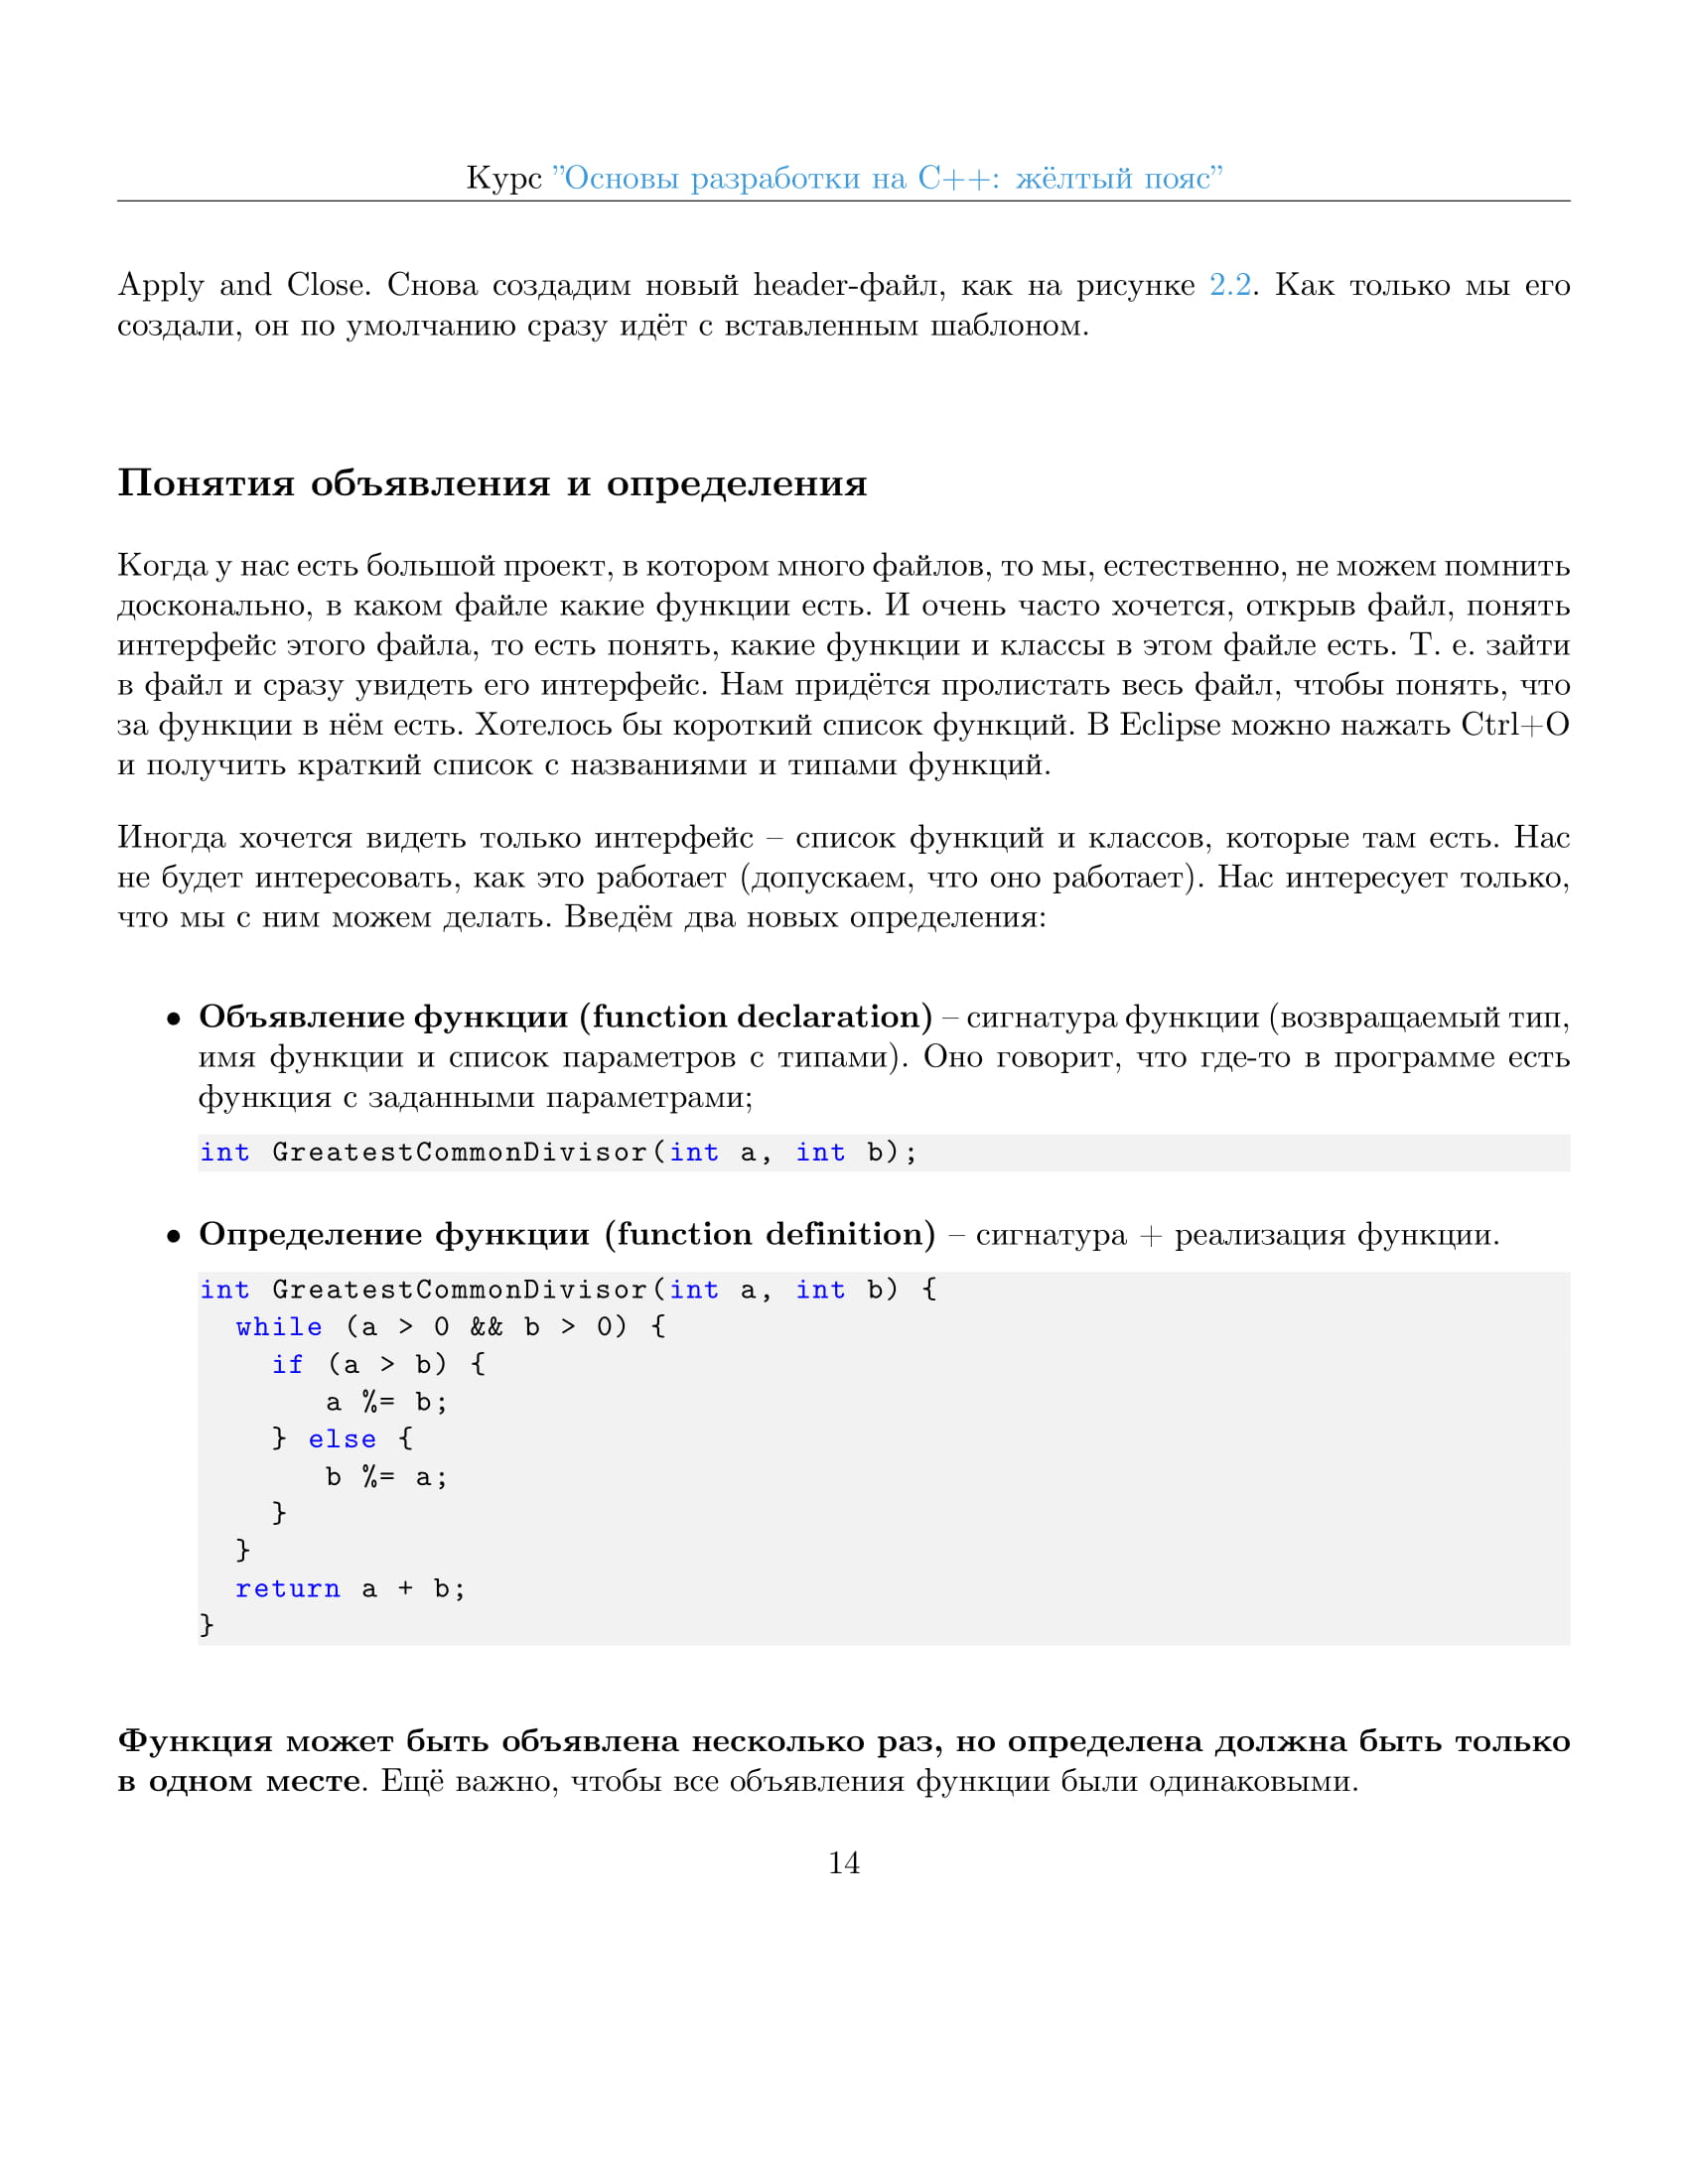 Курс ”Основы разработки на C++: жёлтый пояс”
Apply and Close. Снова создадим новый header-файл, как на рисунке 2.2. Как только мы его
создали, он по умолчанию сразу идёт с вставленным шаблоном.
Понятия объявления и определения
Когда у нас есть большой проект, в котором много файлов, то мы, естественно, не можем помнить
досконально, в каком файле какие функции есть. И очень часто хочется, открыв файл, понять
интерфейс этого файла, то есть понять, какие функции и классы в этом файле есть. Т. е. зайти
в файл и сразу увидеть его интерфейс. Нам придётся пролистать весь файл, чтобы понять, что
за функции в нём есть. Хотелось бы короткий список функций. В Eclipse можно нажать Ctrl+O
и получить краткий список с названиями и типами функций.
Иногда хочется видеть только интерфейс – список функций и классов, которые там есть. Нас
не будет интересовать, как это работает (допускаем, что оно работает). Нас интересует только,
что мы с ним можем делать. Введём два новых определения:
• Объявление функции (function declaration) – сигнатура функции (возвращаемый тип,
имя функции и список параметров с типами). Оно говорит, что где-то в программе есть
функция с заданными параметрами;
int GreatestCommonDivisor(int a, int b);
• Определение функции (function definition) – сигнатура + реализация функции.
int GreatestCommonDivisor(int a, int b) {
  while (a > 0 && b > 0) {
    if (a > b) {
       a %= b;
    } else {
       b %= a;
    }
  }
  return a + b;
}
Функция может быть объявлена несколько раз, но определена должна быть только
в одном месте. Ещё важно, чтобы все объявления функции были одинаковыми.
14